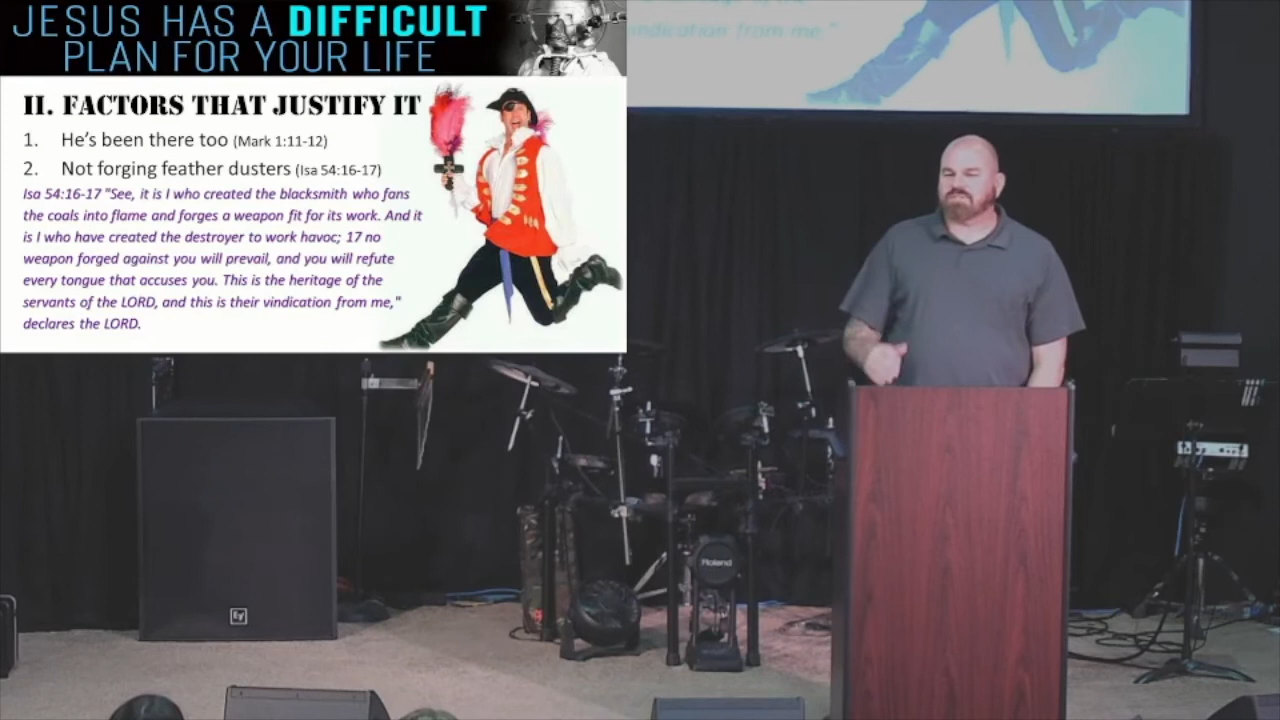 JESUS HAS A DIFFICULT
PLAN FOR YOUR LIFE
II. FACTORS THAT JUSTIFY IT
1. He's been there too (Mark 1:11-12)
2. Not forging feather dusters (Isa 54:16-17)
Isa 54:16-17 "See, it is I who created the blacksmith who fans
the coals into flame and forges a weapon fit for its work. And it
is I who have created the destroyer to work havoc; 17 no
weapon forged against you will prevail, and you will refute
every tongue that accuses you. This is the heritage of the
servants of the LORD, and this is their vindication from me,"
declares the LORD.
vindication from me,"
Roland
EV